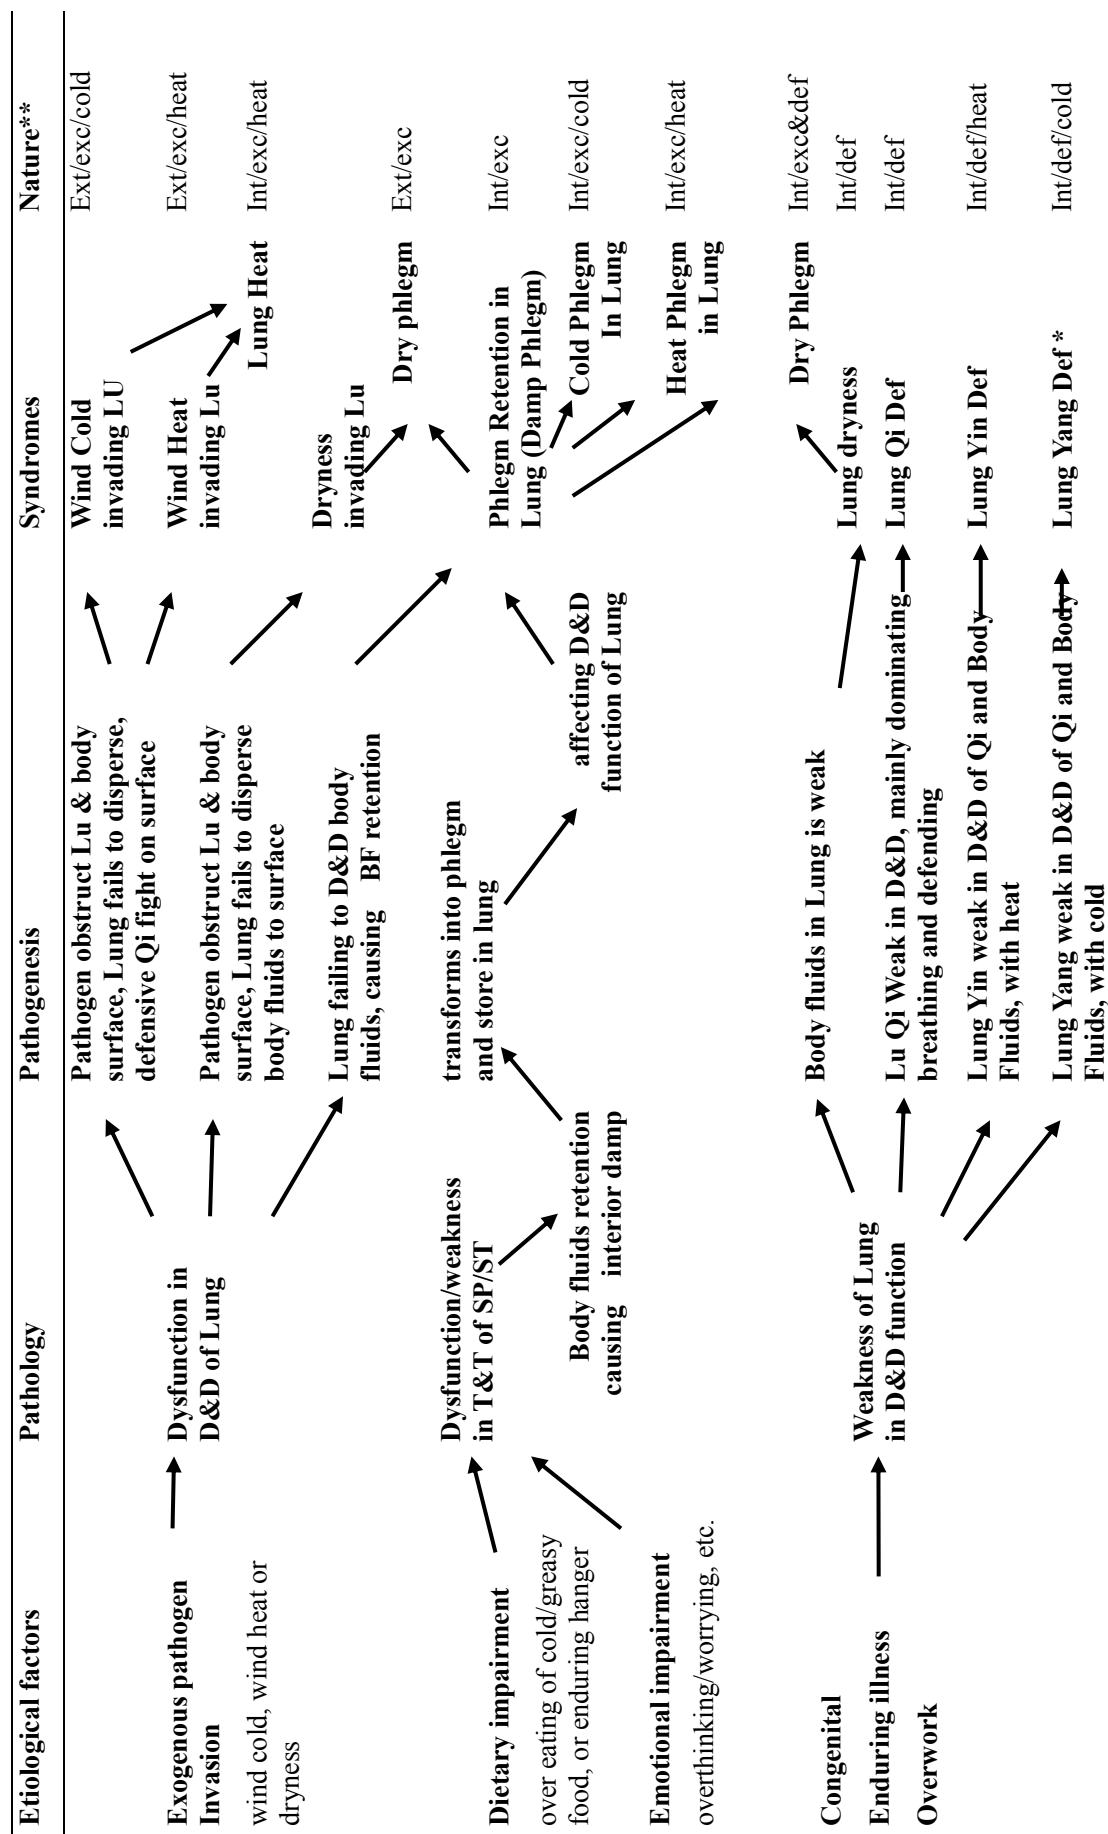 Etiological factors
Pathology
Pathogenesis
Syndromes
Nature**
Exogenous pathogen
Invasion
wind cold, wind heat or
dryness
Dysfunction in
D&D of Lung
Pathogen obstruct Lu & body
surface, Lung fails to disperse,
defensive Qi fight on surface
Wind Cold
invading LU
Ext/exc/cold
Wind Heat
invading Lu
Ext/exc/heat
Lung Heat
Int/exc/heat
Pathogen obstruct Lu & body
surface, Lung fails to disperse
body fluids to surface
Dryness
invading Lu
Dry phlegm
Ext/exc
Lung failing to D&D body
fluids, causing BF retention
Dietary impairment
over eating of cold/greasy
food, or enduring hanger
Emotional impairment
overthinking/worrying, etc.
Dysfunction/weakness
in T&T of SP/ST
Body fluids retention
causing interior damp
transforms into phlegm
and store in lung
affecting D&D
function of Lung
Phlegm Retention in
Lung (Damp Phlegm)
Int/exc
Cold Phlegm
In Lung
Int/exc/cold
Heat Phlegm
in Lung
Int/exc/heat
Dry Phlegm
Int/exc&def
Congenital
Enduring illness
Overwork
Weakness of Lung
in D&D function
Body fluids in Lung is weak
Lung dryness
Int/def
Lu Qi Weak in D&D, mainly dominating
breathing and defending
Lung Qi Def
Int/def
Lung Yin weak in D&D of Qi and Body
Fluids, with heat
Lung Yin Def
Int/def/heat
Lung Yang weak in D&D of Qi and Body
Fluids, with cold
Lung Yang Def *
Int/def/cold